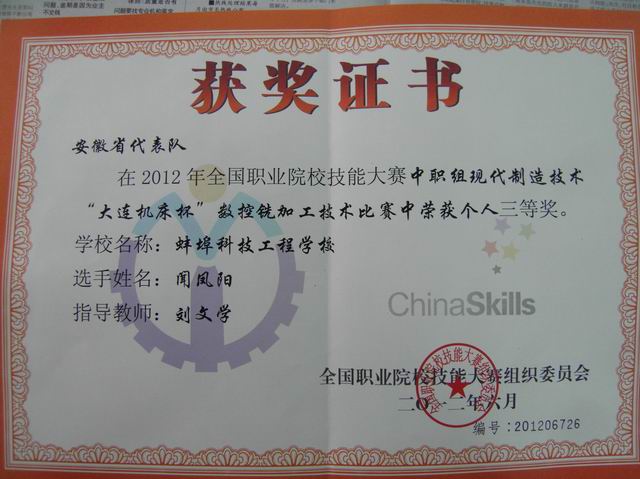 获奖证书
安徽省代表队
在2012年全国职业院校技能大赛中职组现代制造技术
“大连机床杯”数控铣加工技术比赛中荣获个人三等奖。
学校名称：蚌埠科技工程学校
选手姓名：闻凤阳
指导教师：刘文学
ChinaSkills
全国职业院校技能大赛组织委员会
二〇一二年六月
编号：201206726